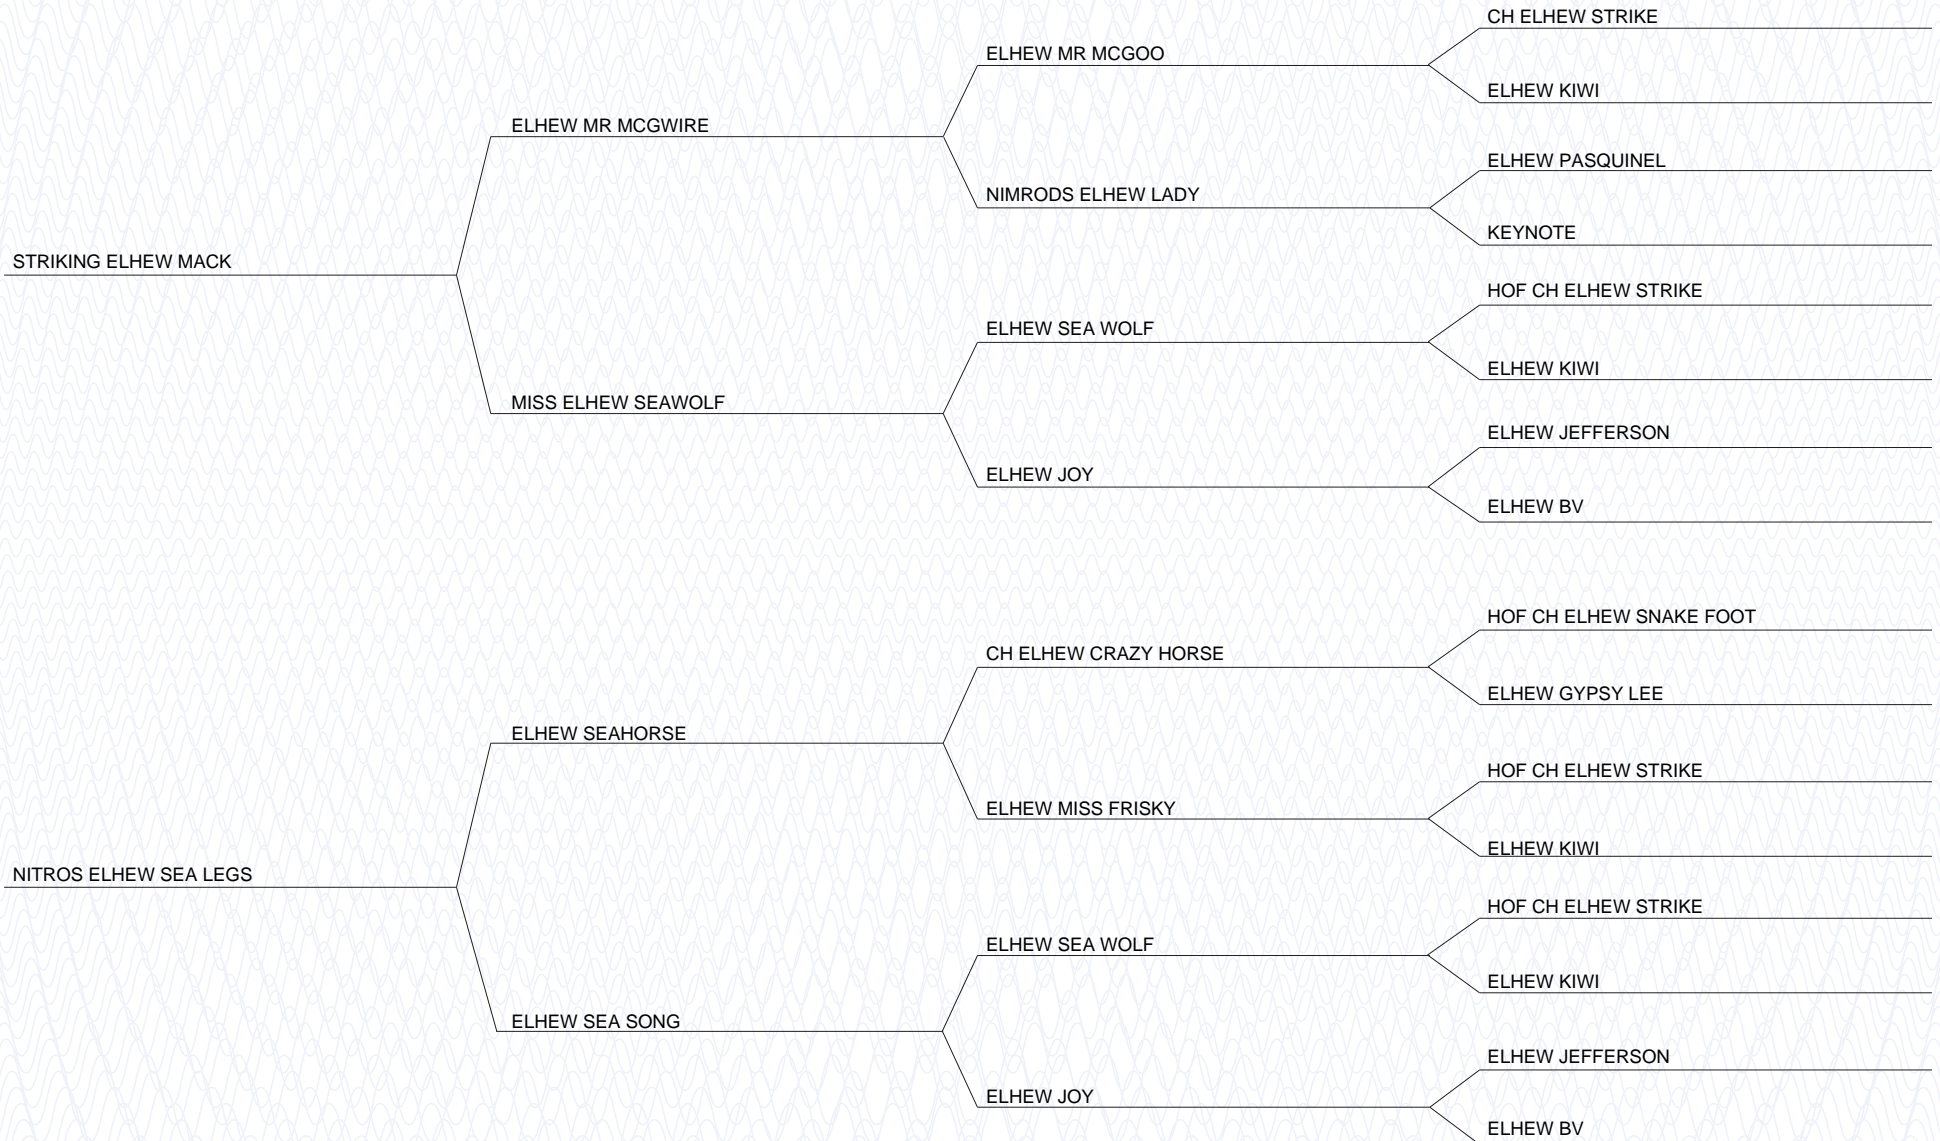 CH ELHEW STRIKE
ELHEW MR MCGOO
ELHEW KIWI
ELHEW MR MCGWIRE
ELHEW PASQUINEL
NIMRODS ELHEW LADY
KEYNOTE
STRIKING ELHEW MACK
HOF CH ELHEW STRIKE
ELHEW SEA WOLF
ELHEW KIWI
MISS ELHEW SEAWOLF
ELHEW JEFFERSON
ELHEW JOY
ELHEW BV
HOF CH ELHEW SNAKE FOOT
CH ELHEW CRAZY HORSE
ELHEW GYPSY LEE
ELHEW SEAHORSE
HOF CH ELHEW STRIKE
ELHEW MISS FRISKY
ELHEW KIWI
NITROS ELHEW SEA LEGS
HOF CH ELHEW STRIKE
ELHEW SEA WOLF
ELHEW KIWI
ELHEW SEA SONG
ELHEW JEFFERSON
ELHEW JOY
ELHEW BV